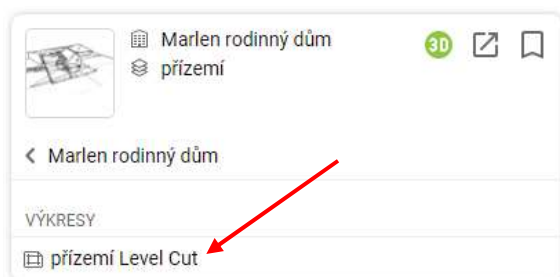 Marlen rodinný dům
3D
přízemí
Marlen rodinný dům
VÝKRESY
přízemí Level Cut